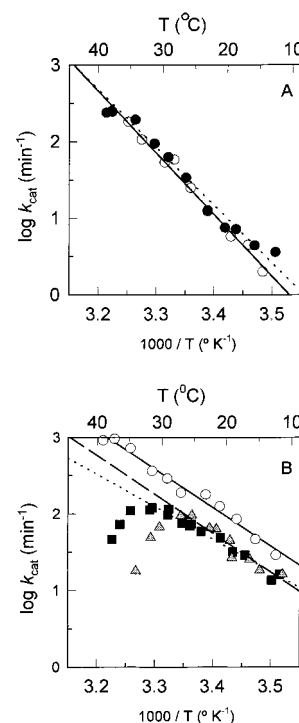 T (°C)
40 30 20 10
A
3
2
1
0
log kcat (min-1)
3.2 3.3 3.4 3.5
1000 / T (° K-1)
T (°C)
40 30 20 10
B
3
2
1
0
log kcat (min-1)
3.2 3.3 3.4 3.5
1000 / T (° K-1)